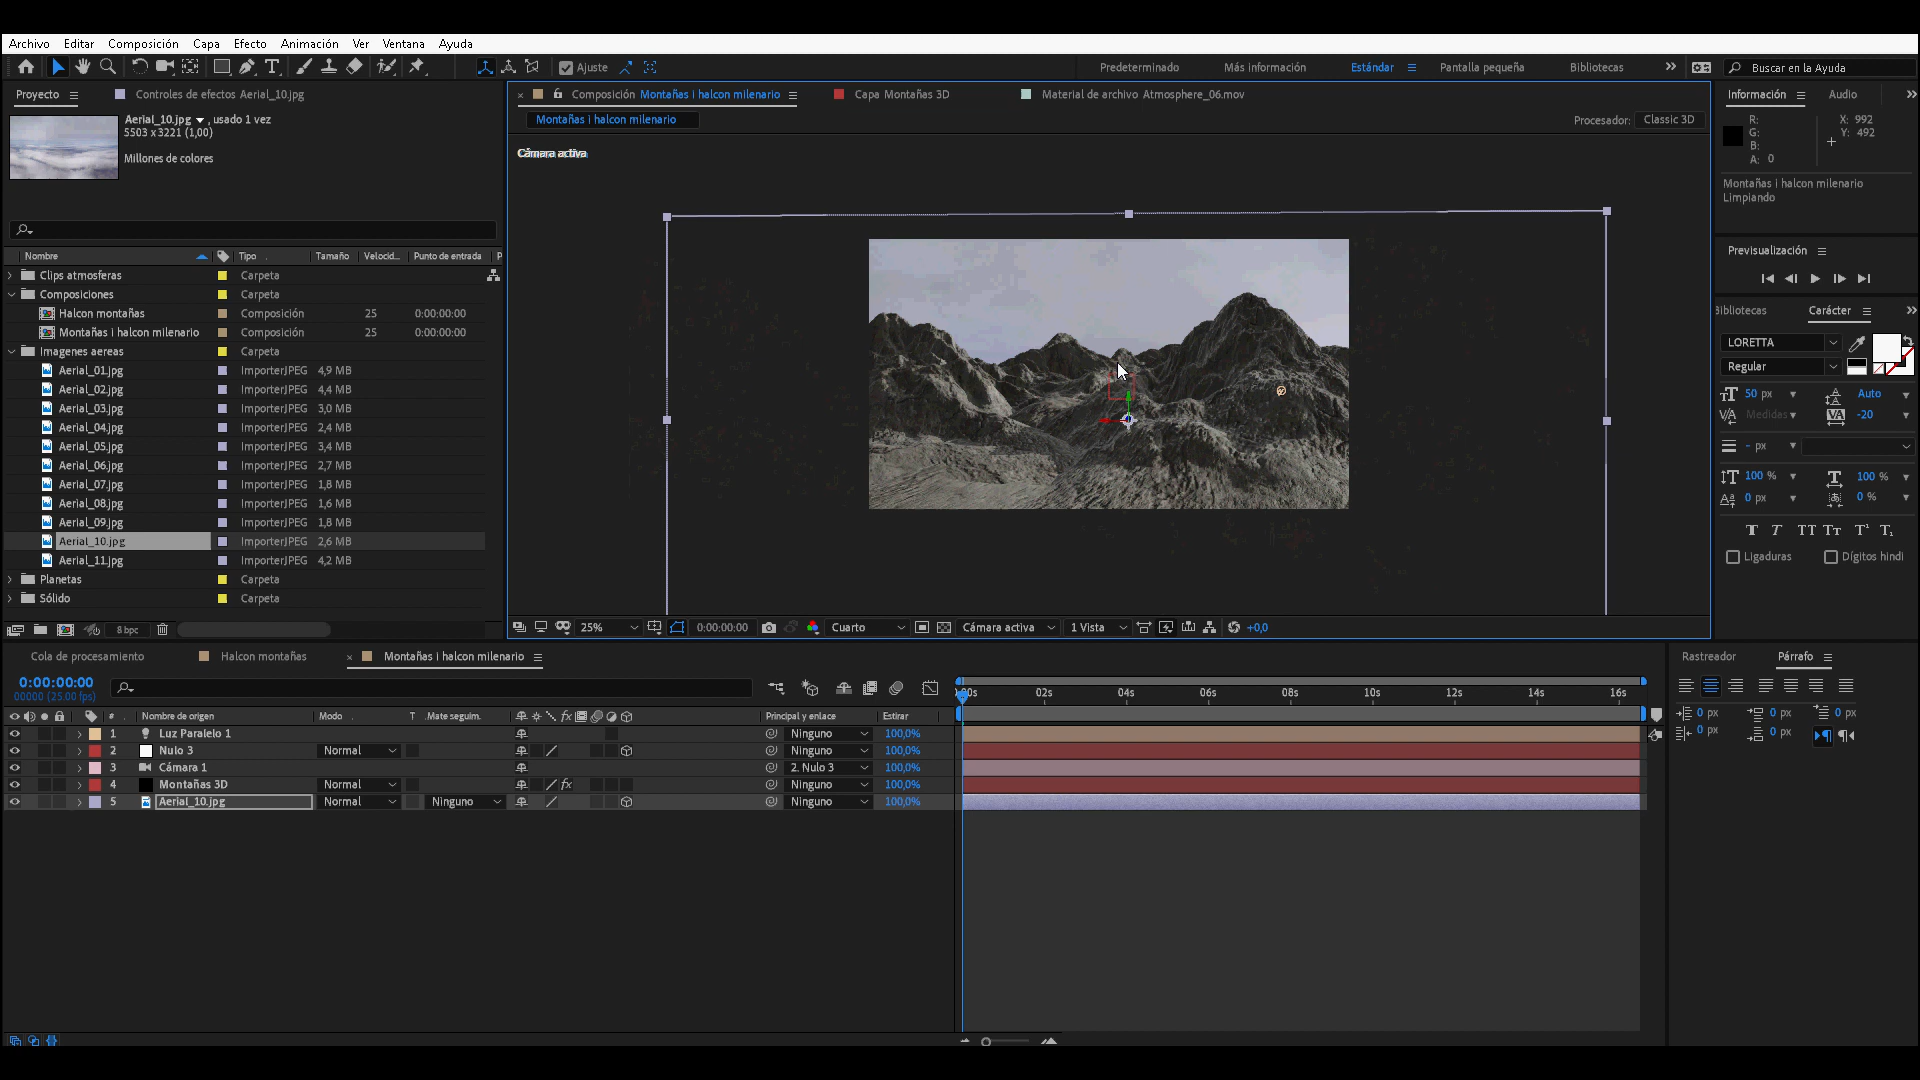 Archivo Editar Composición Capa Efecto Animación Ver Ventana Ayuda
Ajuste
Predeterminado Más información Estándar Pantalla pequeña Bibliotecas
Buscar en la Ayuda
Proyecto
Controles de efectos Aerial_10.jpg
Aerial_10.jpg , usado 1 vez
5503 x 3221 (1,00)
Millones de colores
Nombre Tipo Tamaño Velocid... Punto de entrada P
Clips atmosferas Carpeta
Composiciones Carpeta
Halcon montañas Composición 25 0:00:00:00
Montañas i halcon milenario Composición 25 0:00:00:00
Imagenes aereas Carpeta
Aerial_01.jpg ImporterJPEG 4,9 MB
Aerial_02.jpg ImporterJPEG 4,4 MB
Aerial_03.jpg ImporterJPEG 3,0 MB
Aerial_04.jpg ImporterJPEG 2,4 MB
Aerial_05.jpg ImporterJPEG 3,4 MB
Aerial_06.jpg ImporterJPEG 2,7 MB
Aerial_07.jpg ImporterJPEG 1,8 MB
Aerial_08.jpg ImporterJPEG 1,6 MB
Aerial_09.jpg ImporterJPEG 1,8 MB
Aerial_10.jpg ImporterJPEG 2,6 MB
Aerial_11.jpg ImporterJPEG 4,2 MB
Planetas Carpeta
Sólido Carpeta
8 bpc
Composición Montañas i halcon milenario
Capa Montañas 3D
Material de archivo Atmosphere_06.mov
Montañas i halcon milenario
Procesador: Classic 3D
Cámara activa
25% 0:00:00:00 Cuarto Cámara activa 1 Vista +0,0
Información Audio
R: X: 992
G: Y: 492
B:
A: 0
Montañas i halcon milenario
Limpiando
Previsualización
Bibliotecas Carácter
LORETTA
Regular
50 px Auto
Medidas -20
- px
100 % 100 %
0 px 0 %
T T TT Tt T¹ T₁
Ligaduras Dígitos hindi
Cola de procesamiento Halcon montañas Montañas i halcon milenario
0:00:00:00
00000 (25.00 fps)
# Nombre de origen Modo T .Mate seguim. Principal y enlace Estirar
1 Luz Paralelo 1 Ninguno 100,0%
2 Nulo 3 Normal Ninguno 100,0%
3 Cámara 1 2. Nulo 3 100,0%
4 Montañas 3D Normal Ninguno 100,0%
5 Aerial_10.jpg Normal Ninguno Ninguno 100,0%
02s 04s 06s 08s 10s 12s 14s 16s
Rastreador Párrafo
0 px 0 px 0 px
0 px 0 px